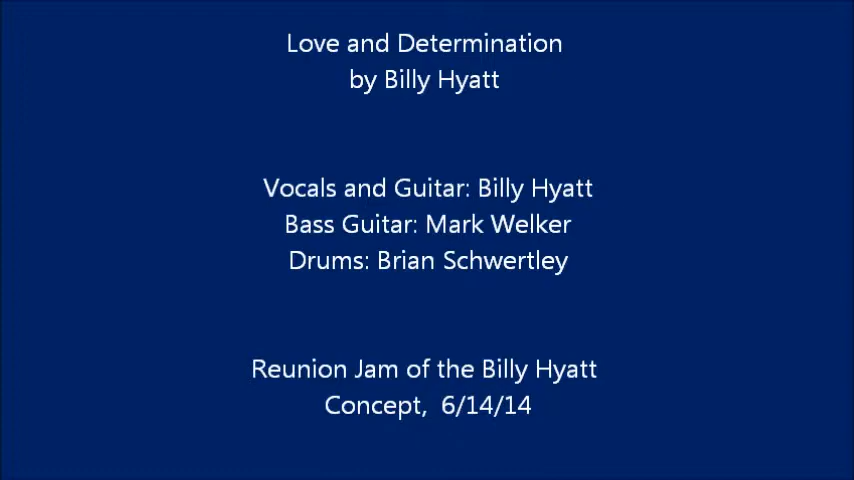 Love and Determination
by Billy Hyatt
Vocals and Guitar: Billy Hyatt
Bass Guitar: Mark Welker
Drums: Brian Schwertley
Reunion Jam of the Billy Hyatt
Concept,  6/14/14